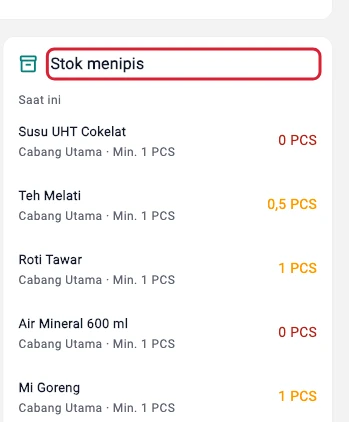 Stok menipis
Saat ini
Susu UHT Cokelat
0 PCS
Cabang Utama · Min. 1 PCS
Teh Melati
0,5 PCS
Cabang Utama · Min. 1 PCS
Roti Tawar
1 PCS
Cabang Utama · Min. 1 PCS
Air Mineral 600 ml
0 PCS
Cabang Utama · Min. 1 PCS
Mi Goreng
1 PCS
Cabang Utama · Min. 1 PCS